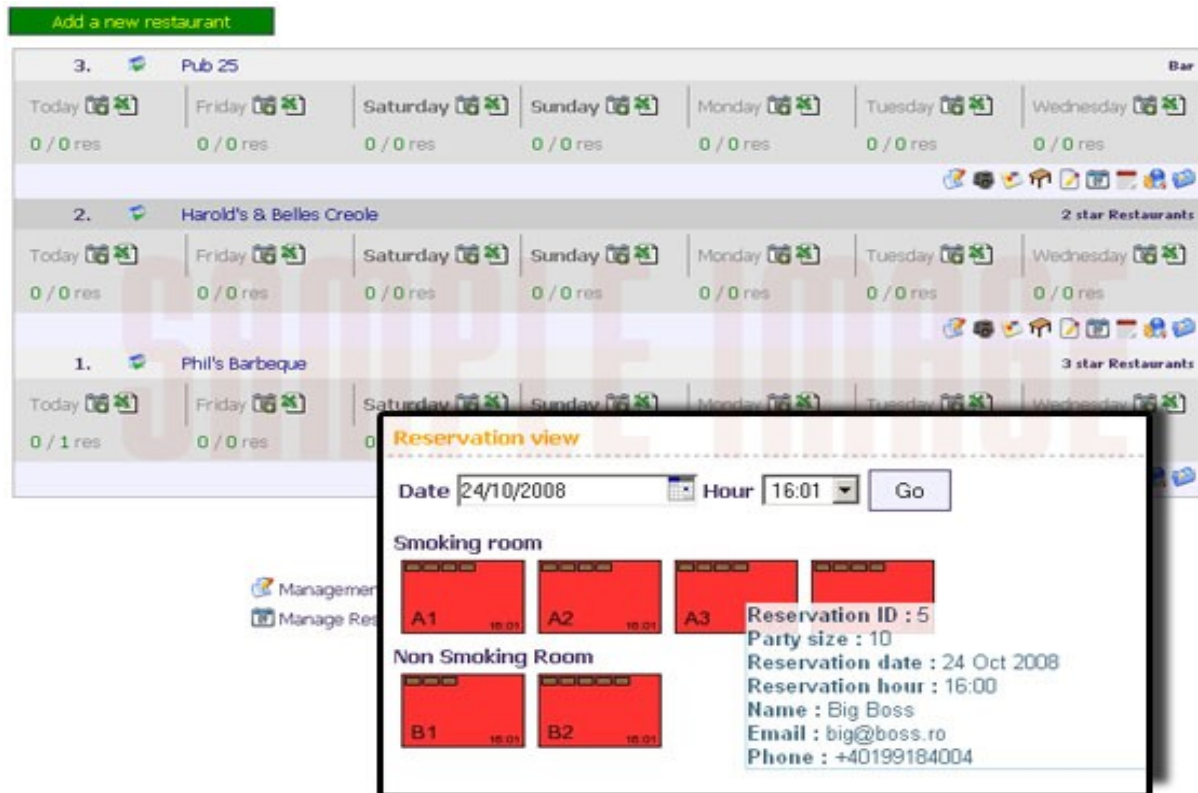 Add a new restaurant
3. Pub 25 Bar
Today Friday Saturday Sunday Monday Tuesday Wednesday
0 / 0 res 0 / 0 res 0 / 0 res 0 / 0 res 0 / 0 res 0 / 0 res 0 / 0 res
2. Harold's & Belles Creole 2 star Restaurants
Today Friday Saturday Sunday Monday Tuesday Wednesday
0 / 0 res 0 / 0 res 0 / 0 res 0 / 0 res 0 / 0 res 0 / 0 res 0 / 0 res
SAMPLE IMAGE
1. Phil's Barbeque 3 star Restaurants
Today Friday Saturday Sunday Monday Tuesday Wednesday
0 / 1 res 0 / 0 res 0
Reservation view
Date 24/10/2008 Hour 16:01 Go
Smoking room
A1 16:01 A2 16:01 A3
Non Smoking Room
B1 16:01 B2 16:01
Reservation ID : 5
Party size : 10
Reservation date : 24 Oct 2008
Reservation hour : 16:00
Name : Big Boss
Email : big@boss.ro
Phone : +40199184004
Managemen
Manage Res